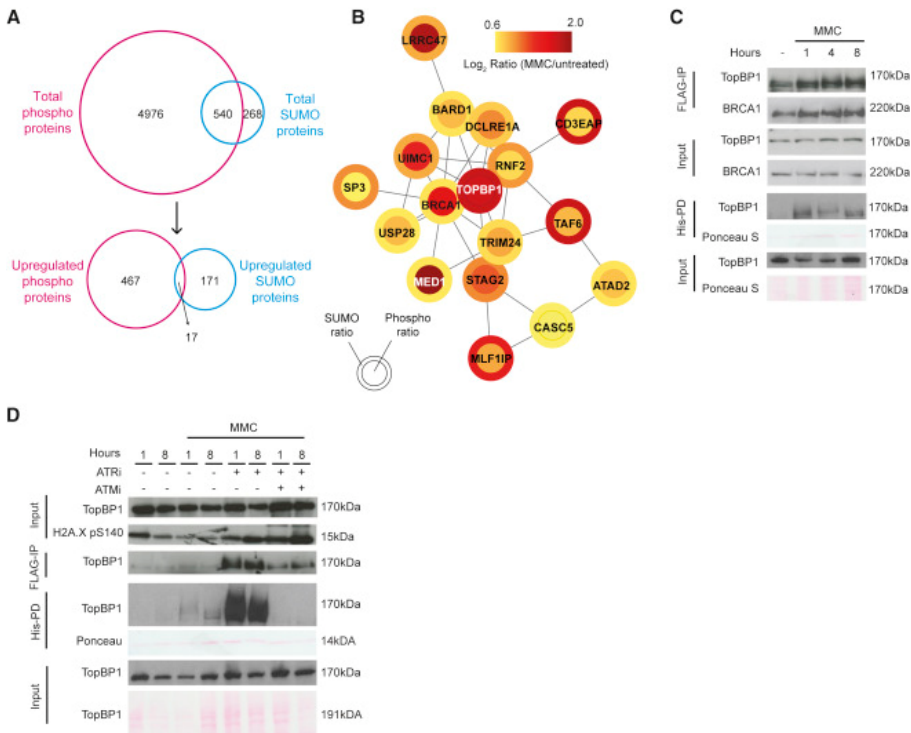 A
Total
phospho
proteins
4976
540
268
Total
SUMO
proteins
Upregulated
phospho
proteins
467
171
Upregulated
SUMO
proteins
17
B
0.6
2.0
Log2 Ratio (MMC/untreated)
LRRC47
BARD1
DCLRE1A
CD3EAP
UIMC1
RNF2
SP3
TOPBP1
BRCA1
TAF6
USP28
TRIM24
MED1
STAG2
ATAD2
CASC5
MLF1IP
SUMO
ratio
Phospho
ratio
C
MMC
Hours - 1 4 8
FLAG-IP
TopBP1 170kDa
BRCA1 220kDa
Input
TopBP1 170kDa
BRCA1 220kDa
His-PD
TopBP1 170kDa
Ponceau S 170kDa
Input
TopBP1 170kDa
Ponceau S 170kDa
D
MMC
Hours 1 8 1 8 1 8 1 8
ATRi - - - - + + + +
ATMi - - - - - - + +
Input
TopBP1 170kDa
H2A.X pS140 15kDa
FLAG-IP
TopBP1 170kDa
His-PD
TopBP1 170kDa
Ponceau 14kDA
Input
TopBP1 170kDa
TopBP1 191kDA